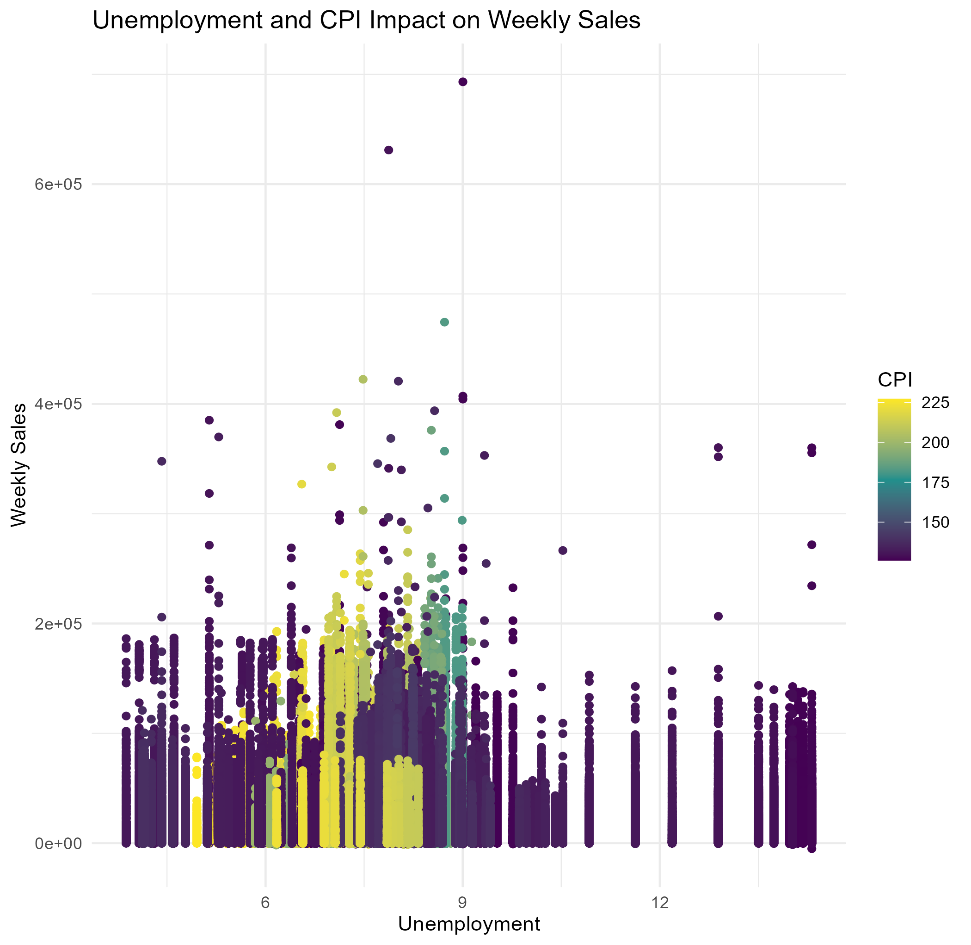 Unemployment and CPI Impact on Weekly Sales
6e+05
4e+05
2e+05
0e+00
Weekly Sales
6 9 12
Unemployment
CPI
225
200
175
150